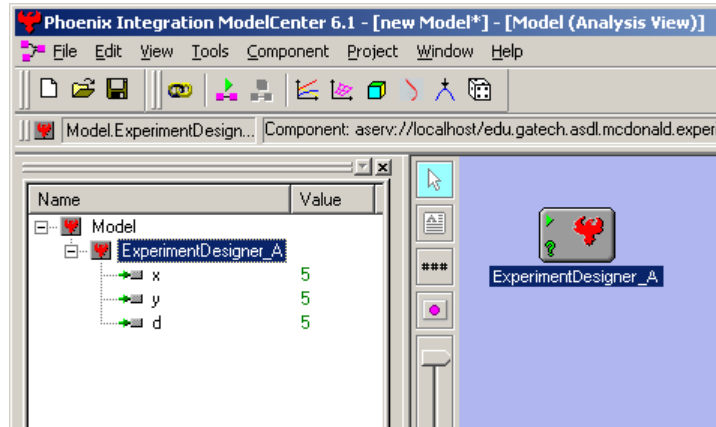 Phoenix Integration ModelCenter 6.1 - [new Model*] - [Model (Analysis View)]
File Edit View Tools Component Project Window Help
Model.ExperimentDesign... Component: aserv://localhost/edu.gatech.asdl.mcdonald.exper
Name Value
Model
ExperimentDesigner_A
x 5
y 5
d 5
###
ExperimentDesigner_A